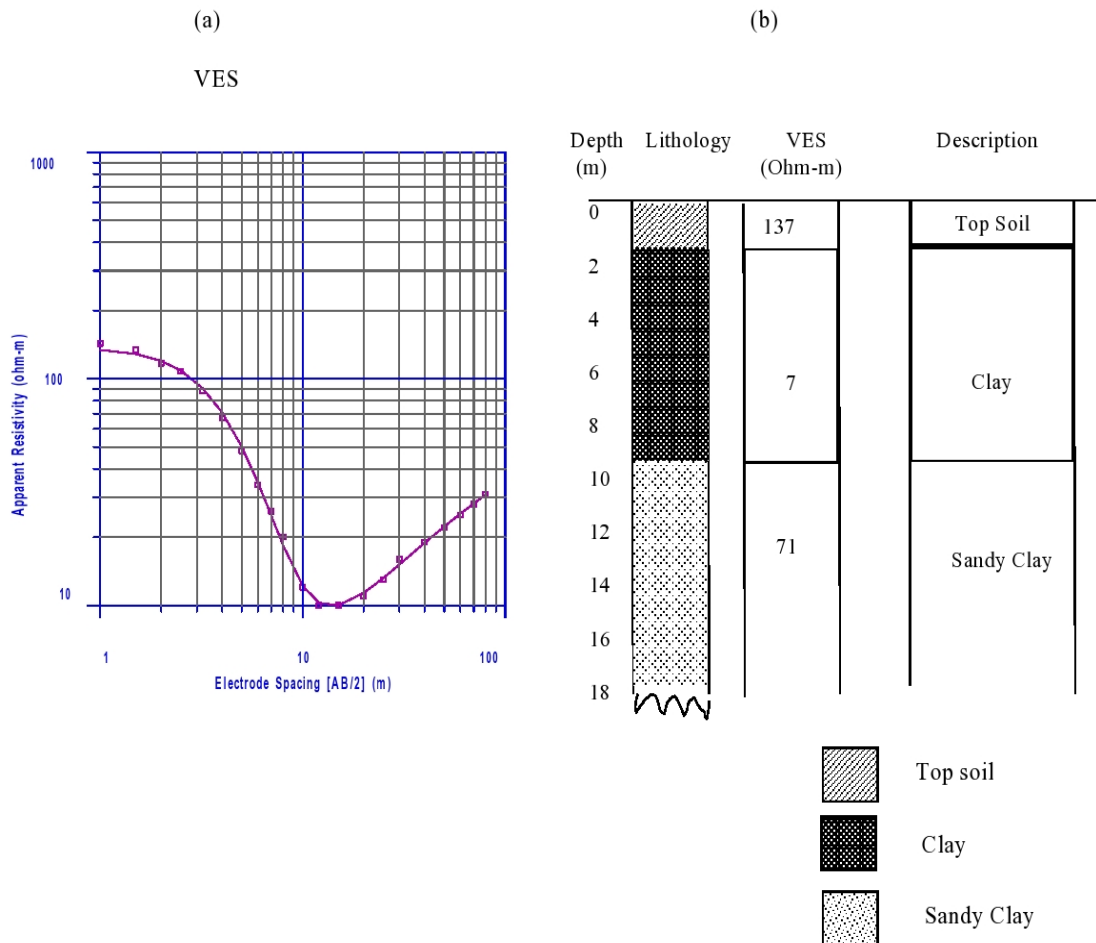 (a)
VES
1000
100
10
1
10
100
Apparent Resistivity (ohm-m)
Electrode Spacing [AB/2] (m)
(b)
Depth Lithology VES Description
(m) (Ohm-m)
0
2
4
6
8
10
12
14
16
18
137
7
71
Top Soil
Clay
Sandy Clay
Top soil
Clay
Sandy Clay